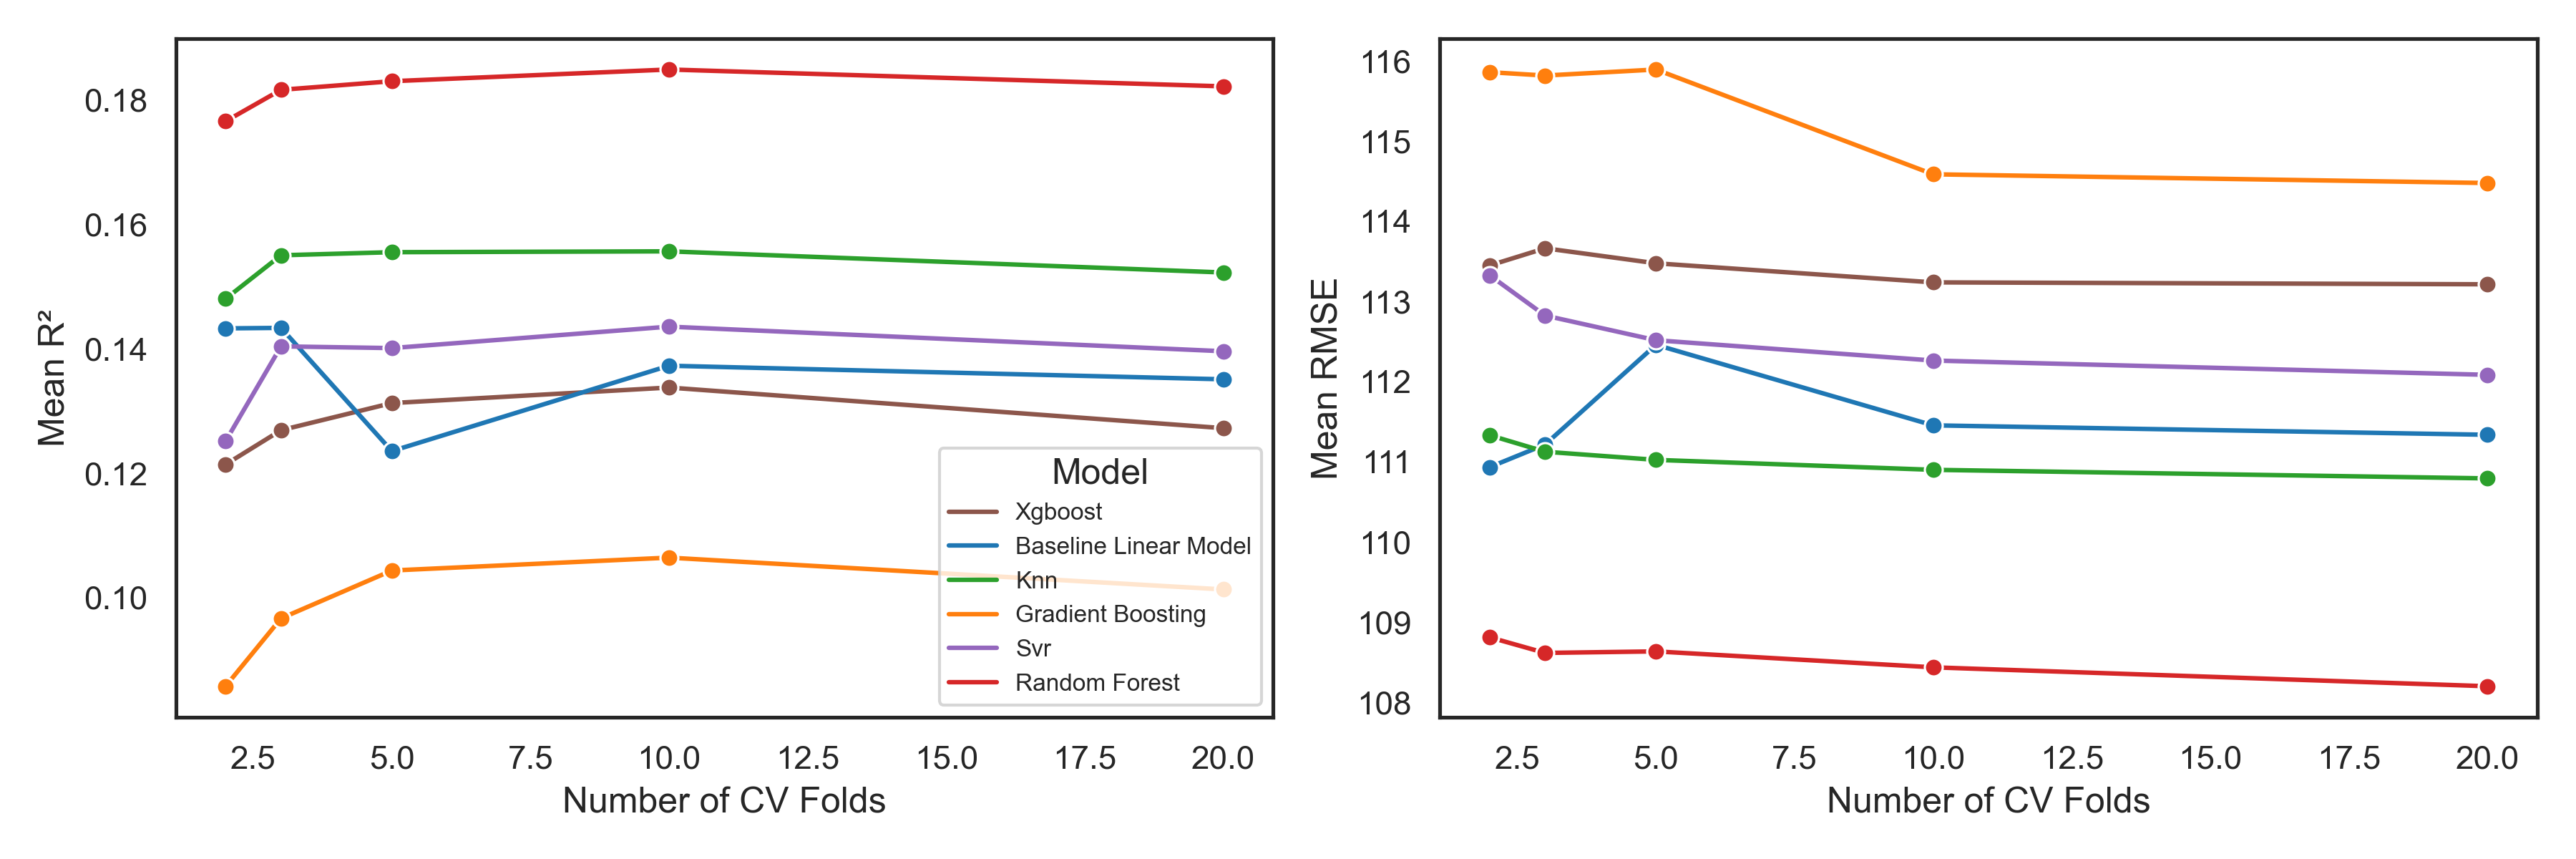 0.18
0.16
0.14
0.12
0.10
Mean R²
2.5 5.0 7.5 10.0 12.5 15.0 17.5 20.0
Number of CV Folds
Model
Xgboost
Baseline Linear Model
Knn
Gradient Boosting
Svr
Random Forest
116
115
114
113
112
111
110
109
108
Mean RMSE
2.5 5.0 7.5 10.0 12.5 15.0 17.5 20.0
Number of CV Folds